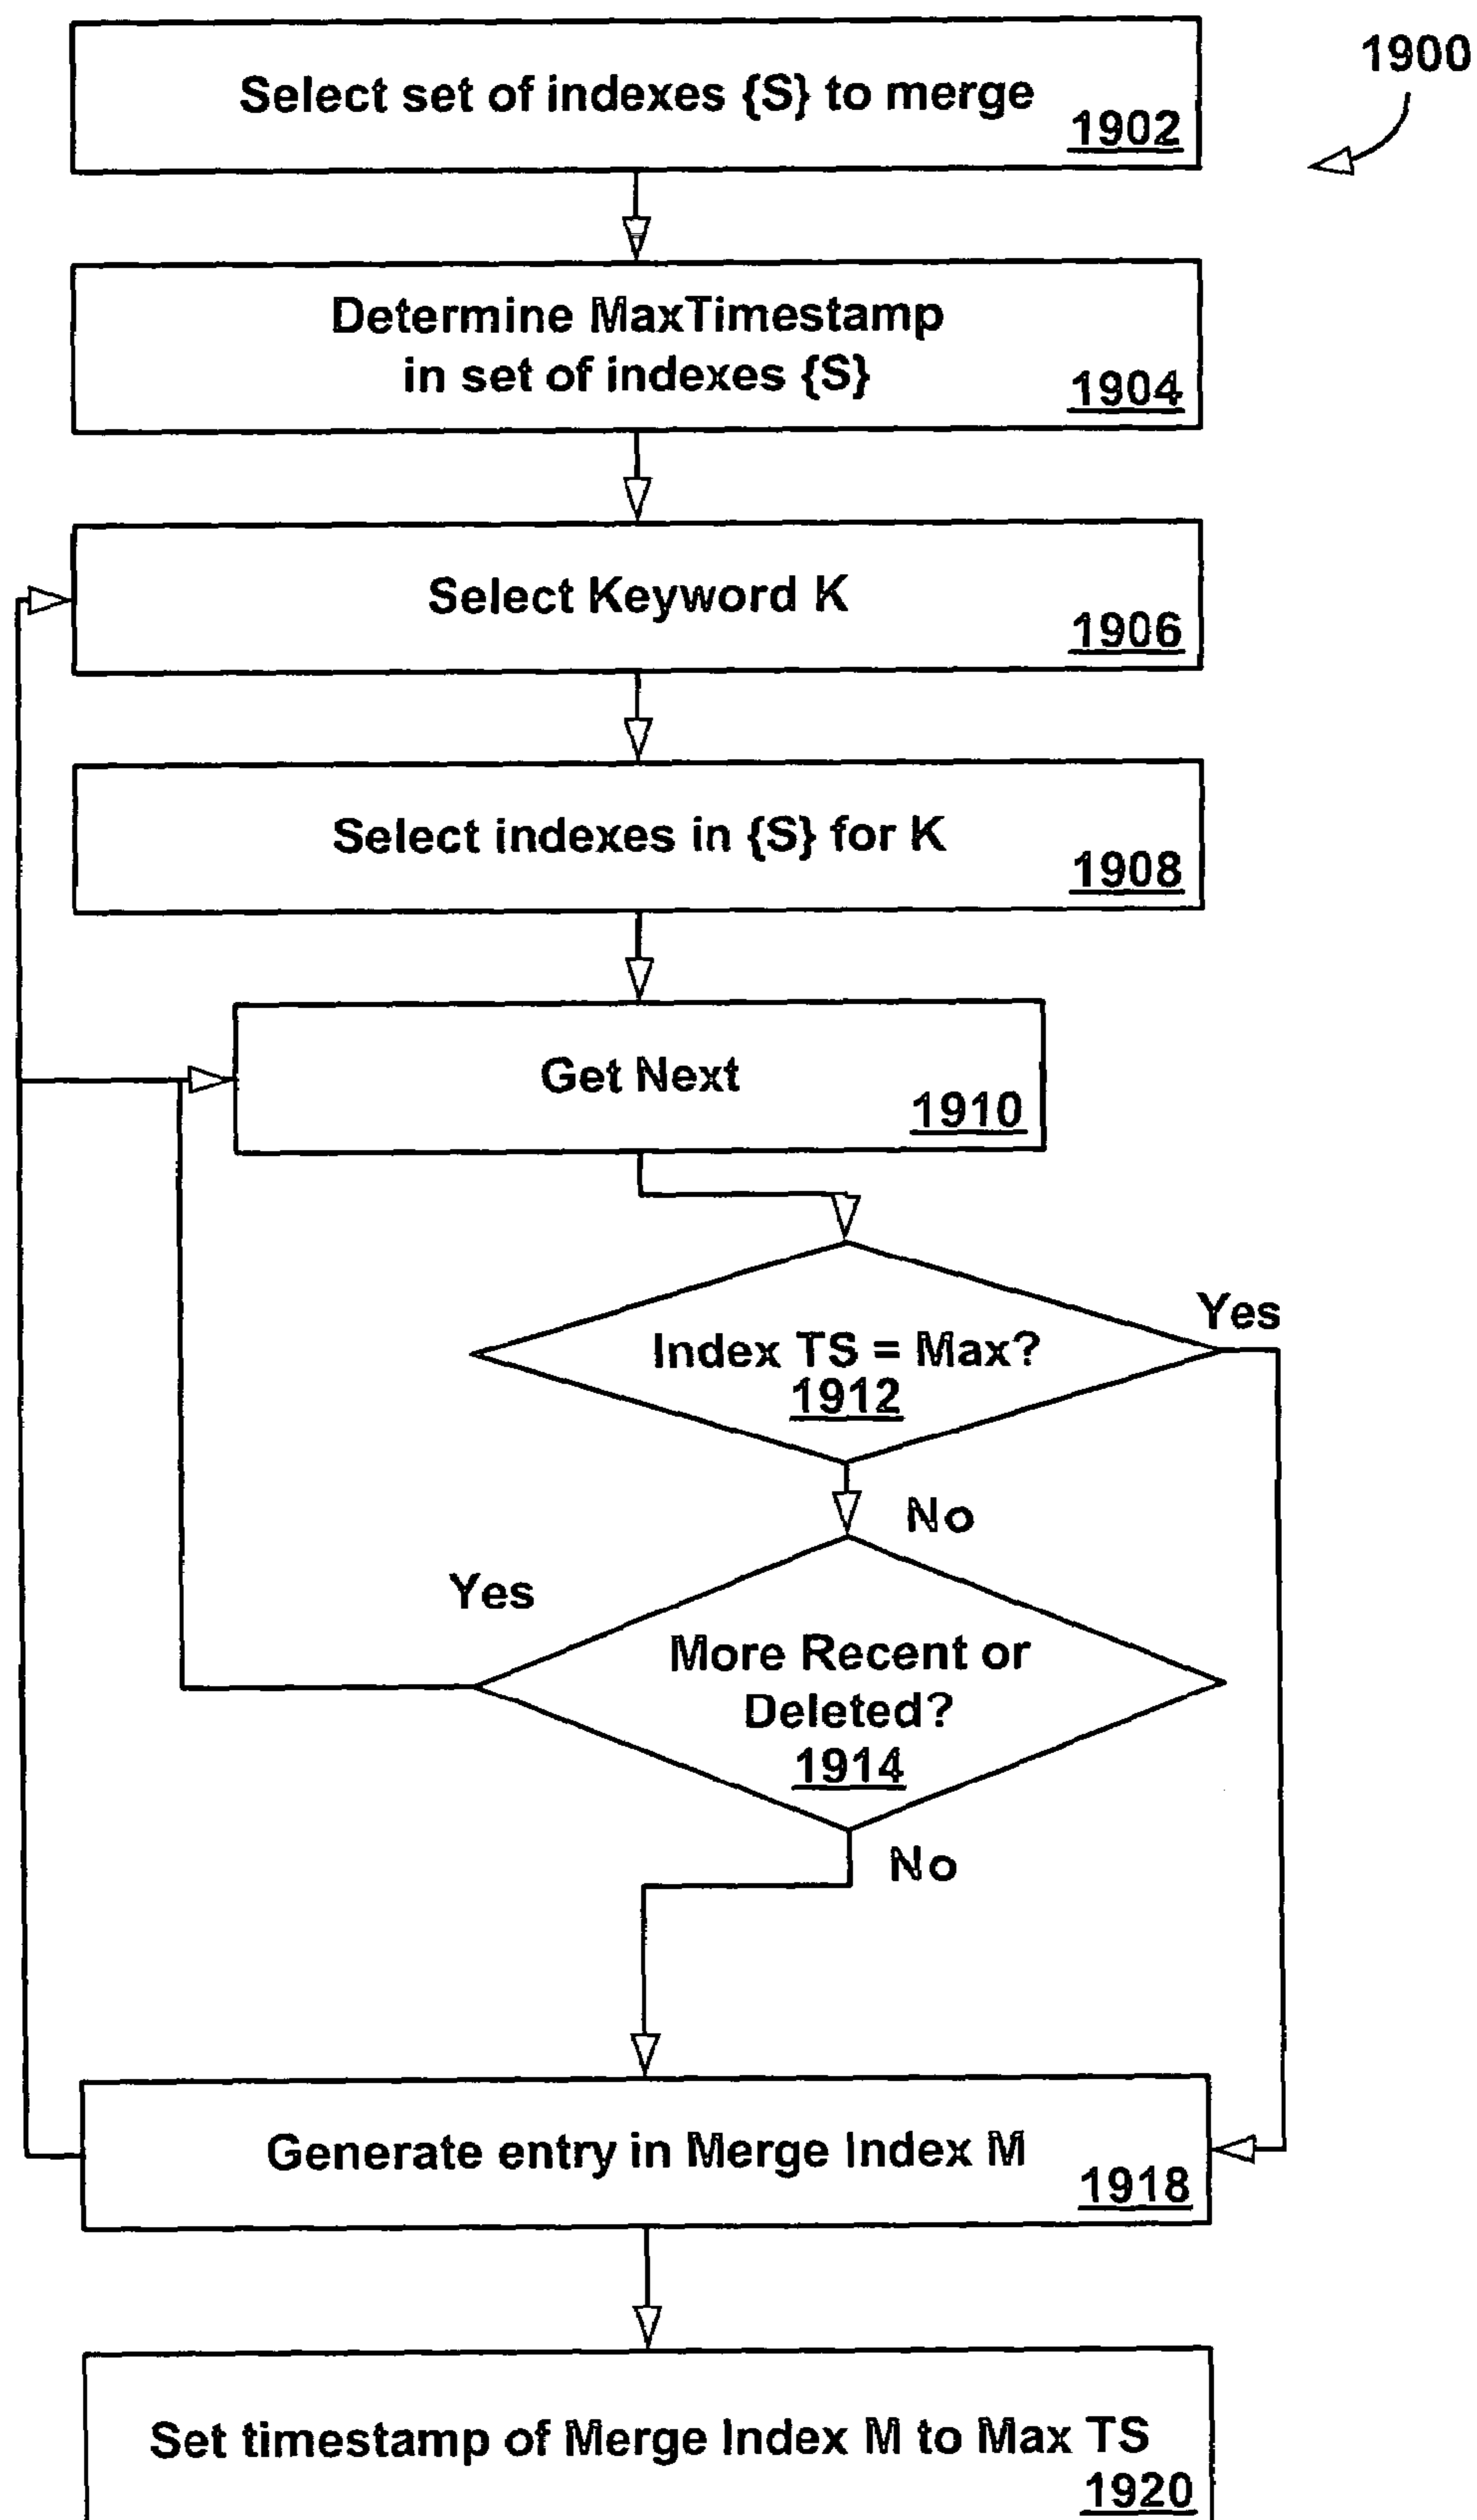 1900
Select set of indexes {S} to merge
1902
Determine MaxTimestamp
in set of indexes {S}
1904
Select Keyword K
1906
Select indexes in {S} for K
1908
Get Next
1910
Yes
Index TS = Max?
1912
No
Yes
More Recent or
Deleted?
1914
No
Generate entry in Merge Index M
1918
Set timestamp of Merge Index M to Max TS
1920